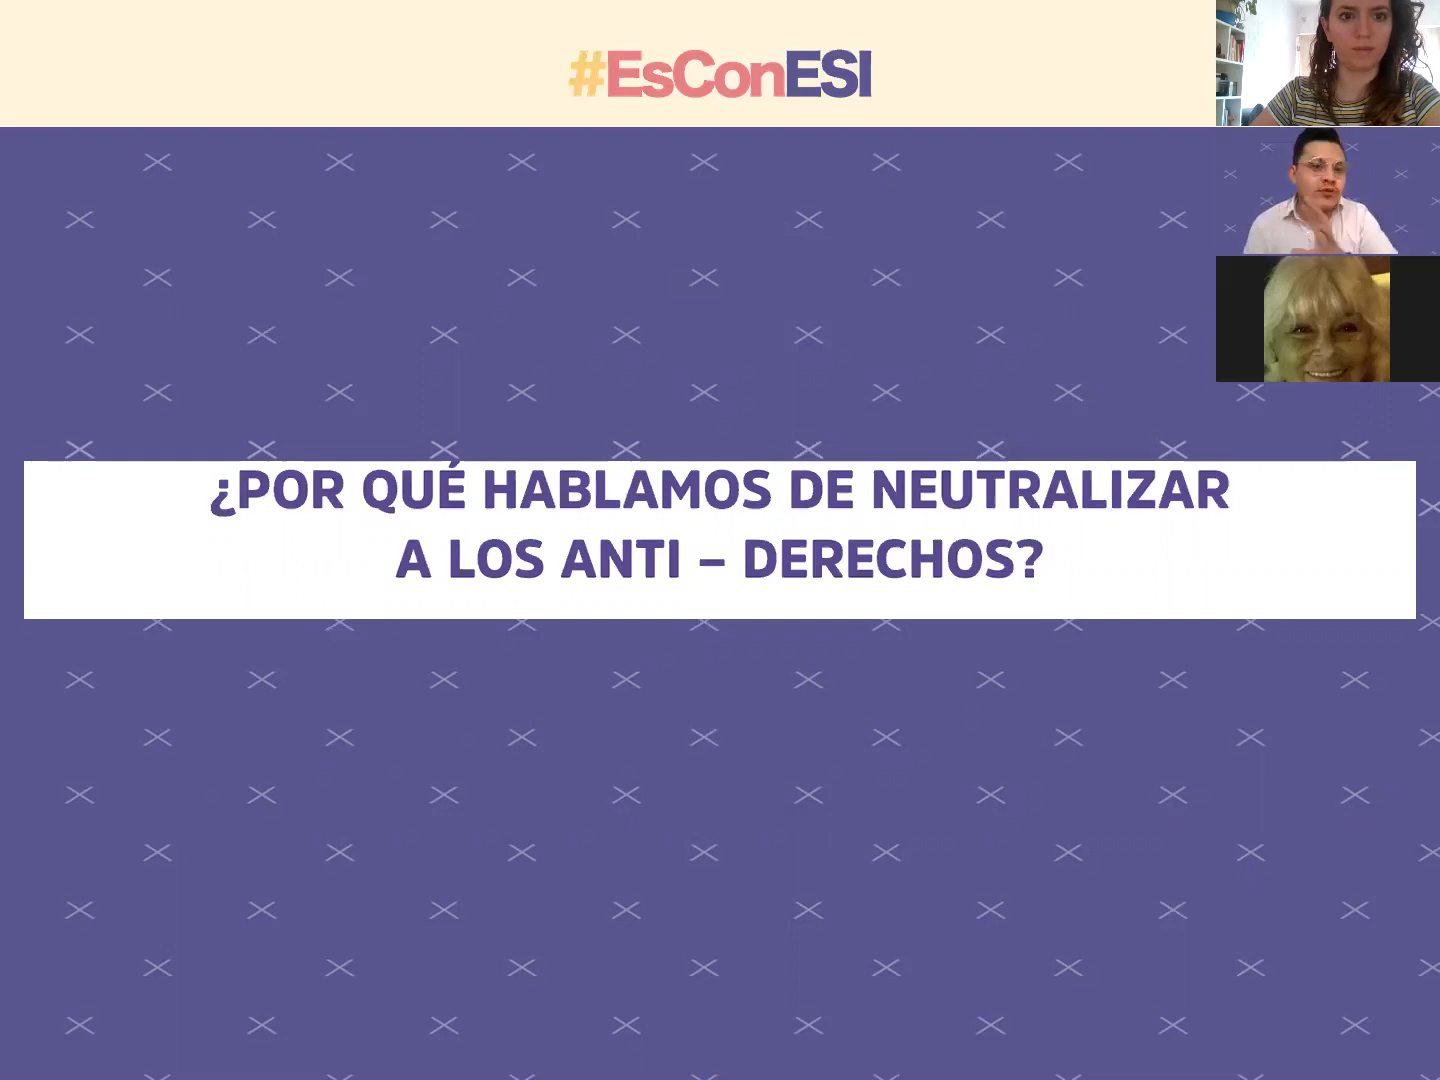 #EsConESI
¿POR QUÉ HABLAMOS DE NEUTRALIZAR
A LOS ANTI – DERECHOS?